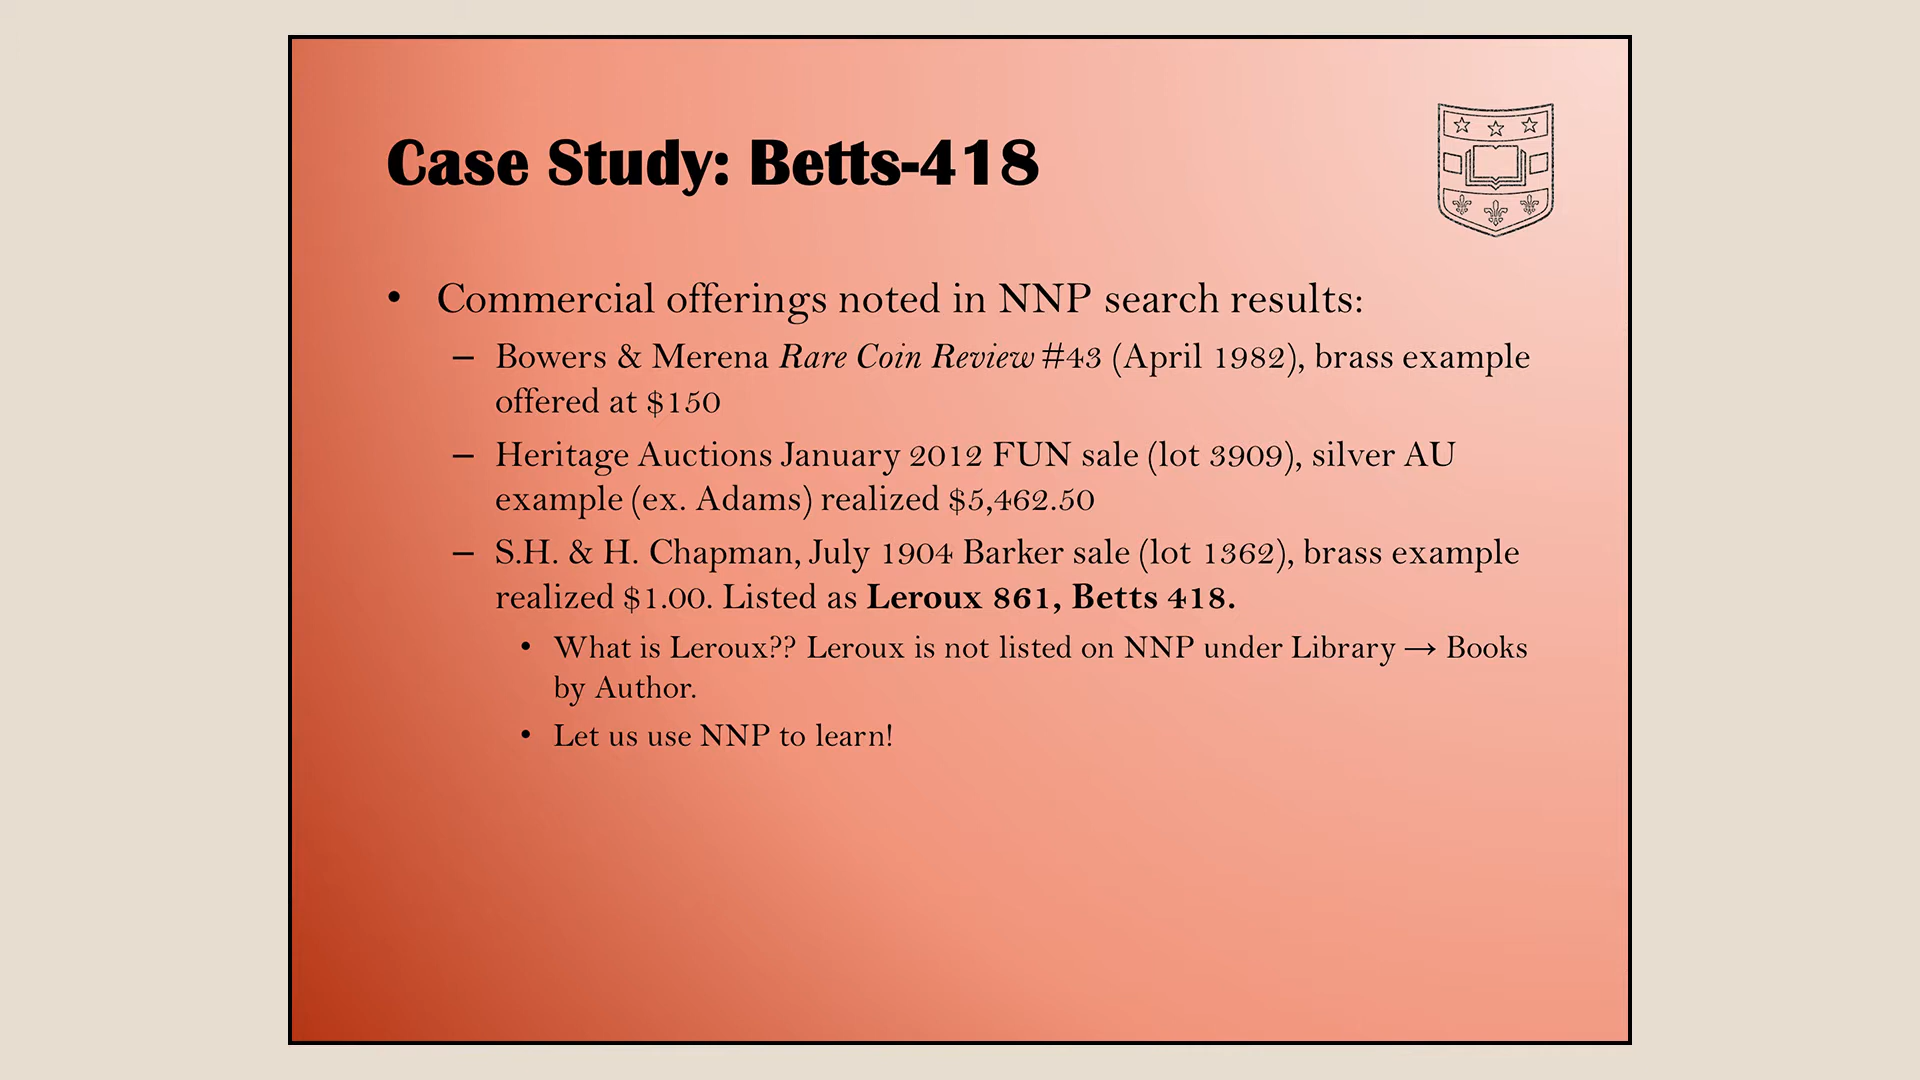 Case Study: Betts-418
• Commercial offerings noted in NNP search results:
– Bowers & Merena Rare Coin Review #43 (April 1982), brass example
offered at $150
– Heritage Auctions January 2012 FUN sale (lot 3909), silver AU
example (ex. Adams) realized $5,462.50
– S.H. & H. Chapman, July 1904 Barker sale (lot 1362), brass example
realized $1.00. Listed as Leroux 861, Betts 418.
• What is Leroux?? Leroux is not listed on NNP under Library → Books
by Author.
• Let us use NNP to learn!